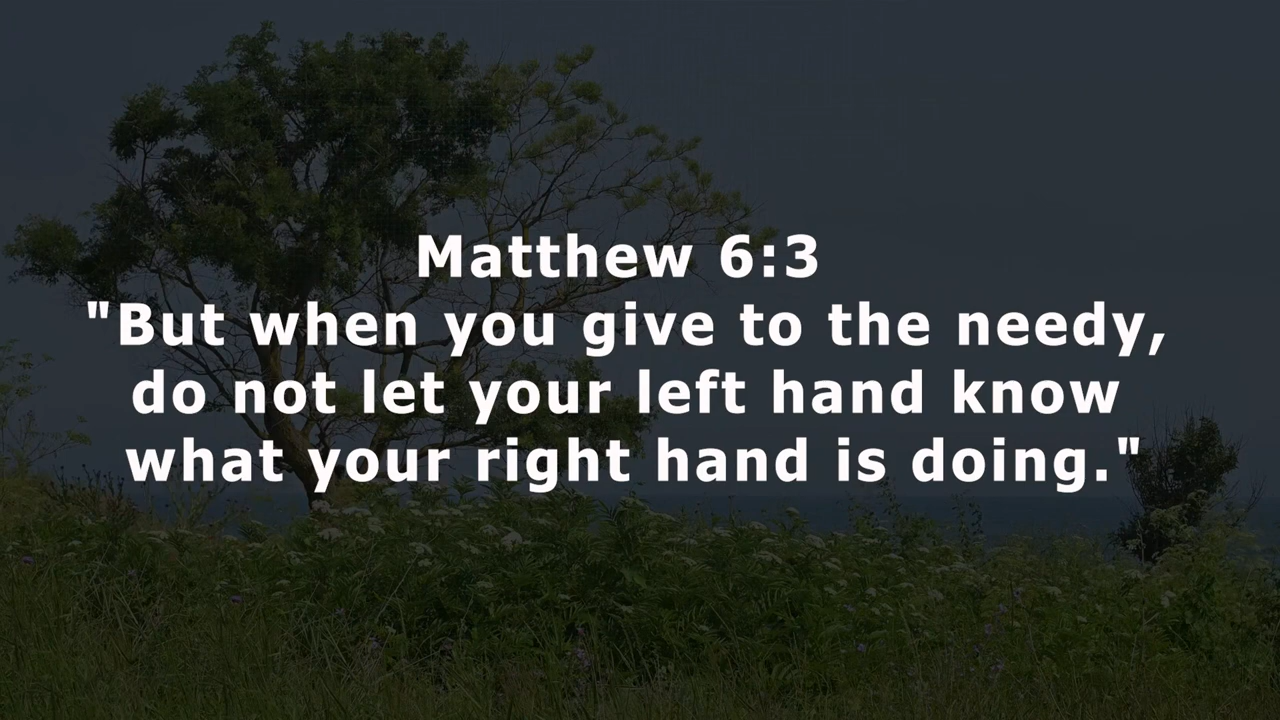 Matthew 6:3
"But when you give to the needy,
do not let your left hand know
what your right hand is doing."